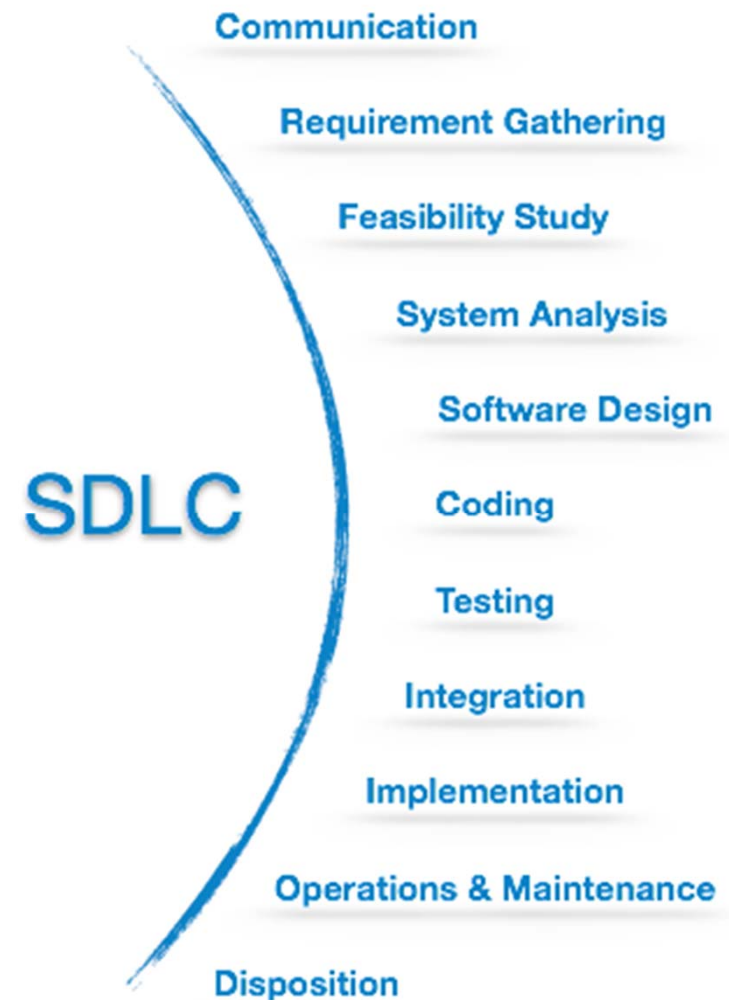 Communication
Requirement Gathering
Feasibility Study
System Analysis
Software Design
SDLC
Coding
Testing
Integration
Implementation
Operations & Maintenance
Disposition